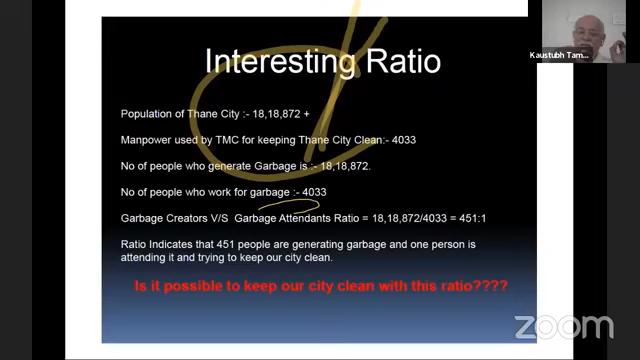 Kaustubh Tam...
Interesting Ratio
Population of Thane City :- 18,18,872 +
Manpower used by TMC for keeping Thane City Clean:- 4033
No of people who generate Garbage is :- 18,18,872.
No of people who work for garbage :- 4033
Garbage Creators V/S Garbage Attendants Ratio = 18,18,872/4033 = 451:1
Ratio Indicates that 451 people are generating garbage and one person is
attending it and trying to keep our city clean.
Is it possible to keep our city clean with this ratio????
zoom